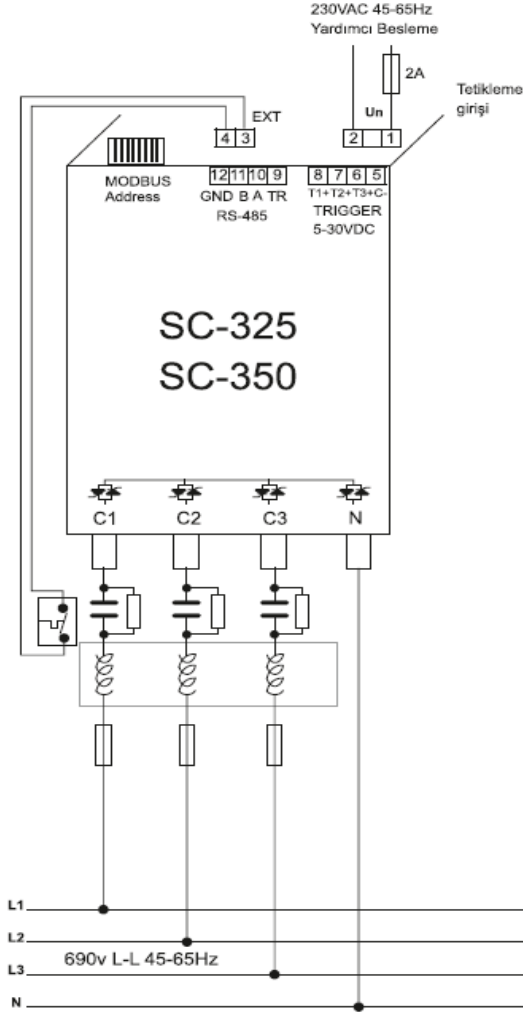 230VAC 45-65Hz
Yardımcı Besleme
2A
Tetikleme
girişi
EXT
Un
4 3
2 1
MODBUS
Address
12 11 10 9
GND B A TR
RS-485
8 7 6 5
T1+T2+T3+C-
TRIGGER
5-30VDC
SC-325
SC-350
C1 C2 C3 N
L1
L2
690v L-L 45-65Hz
L3
N